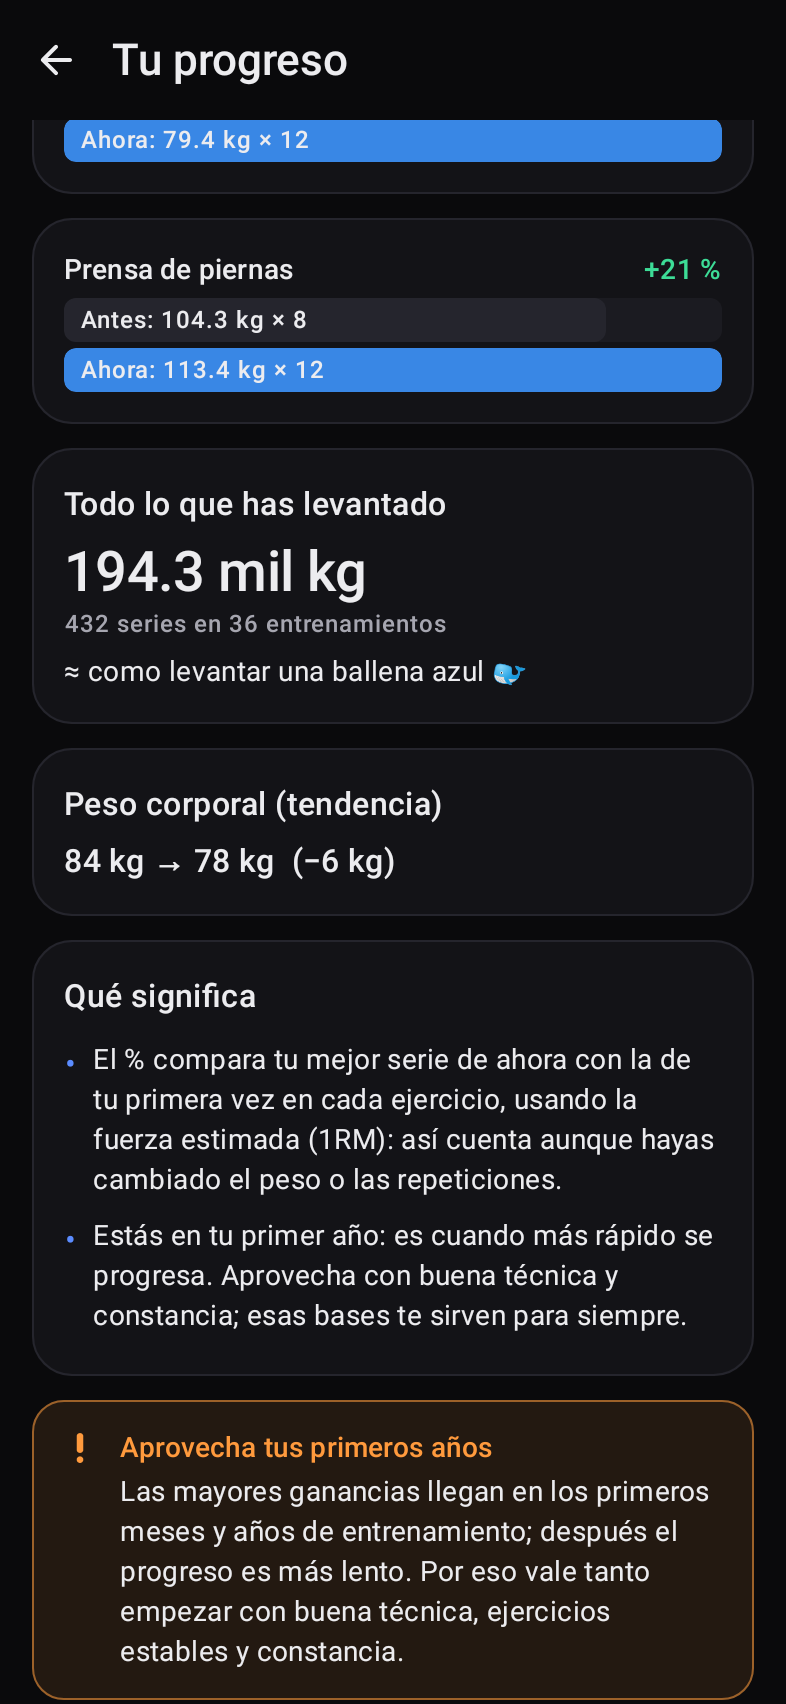 Tu progreso
Ahora: 79.4 kg × 12
Prensa de piernas
+21 %
Antes: 104.3 kg × 8
Ahora: 113.4 kg × 12
Todo lo que has levantado
194.3 mil kg
432 series en 36 entrenamientos
≈ como levantar una ballena azul 🐳
Peso corporal (tendencia)
84 kg → 78 kg (−6 kg)
Qué significa
• El % compara tu mejor serie de ahora con la de
tu primera vez en cada ejercicio, usando la
fuerza estimada (1RM): así cuenta aunque hayas
cambiado el peso o las repeticiones.
• Estás en tu primer año: es cuando más rápido se
progresa. Aprovecha con buena técnica y
constancia; esas bases te sirven para siempre.
Aprovecha tus primeros años
Las mayores ganancias llegan en los primeros
meses y años de entrenamiento; después el
progreso es más lento. Por eso vale tanto
empezar con buena técnica, ejercicios
estables y constancia.